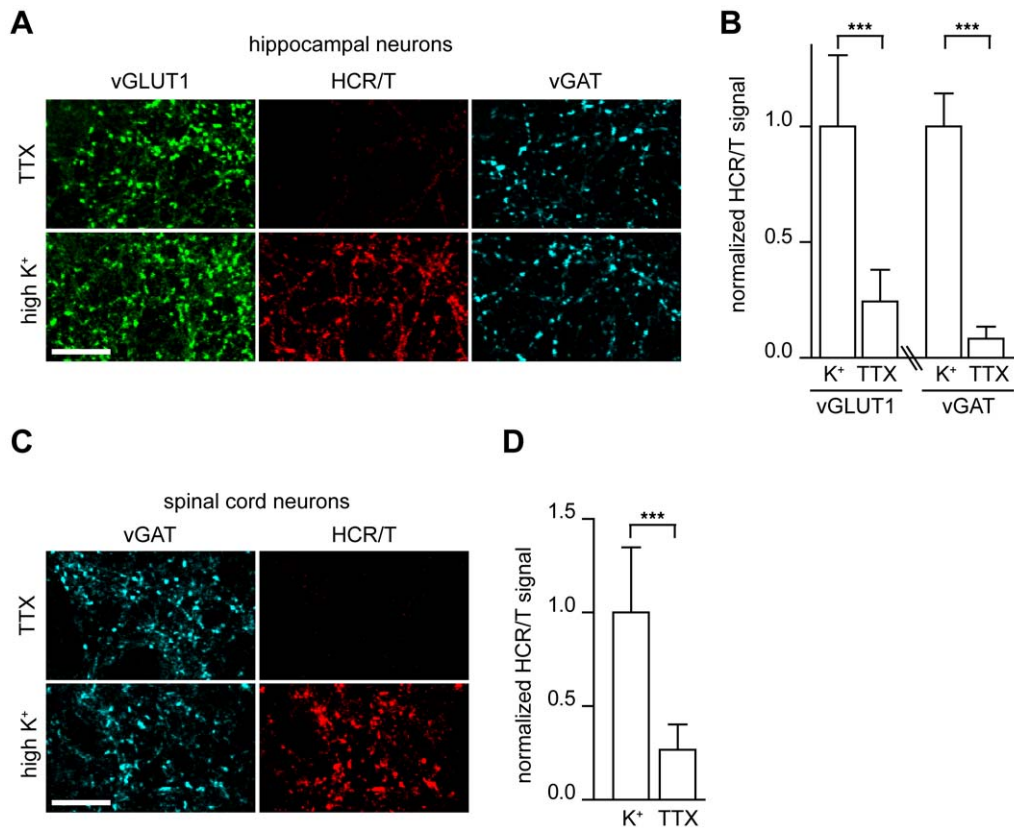 A
hippocampal neurons
vGLUT1 HCR/T vGAT
TTX
high K⁺
B
*** ***
normalized HCR/T signal
1.0
0.5
0.0
K⁺ TTX K⁺ TTX
vGLUT1 vGAT
C
spinal cord neurons
vGAT HCR/T
TTX
high K⁺
D
***
normalized HCR/T signal
1.5
1.0
0.5
0.0
K⁺ TTX